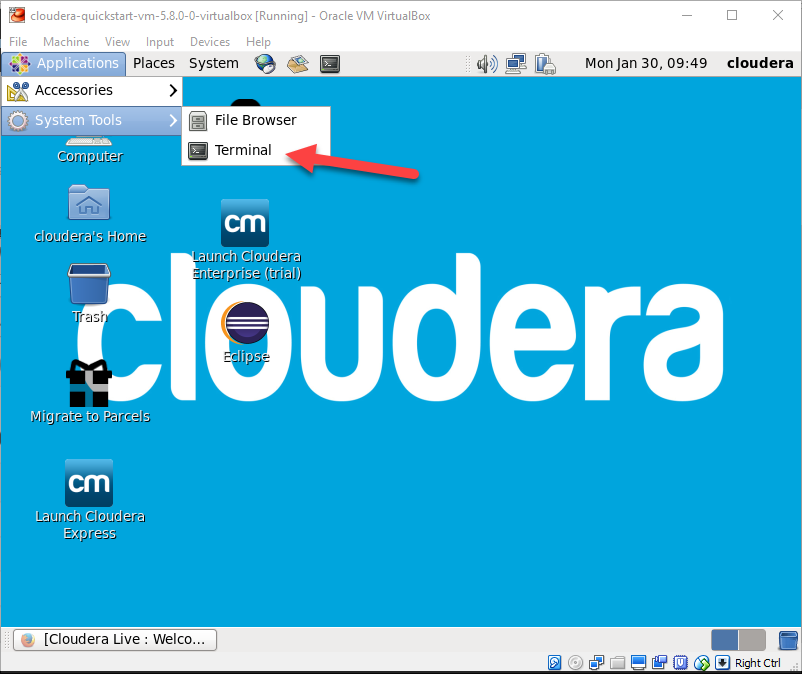 cloudera-quickstart-vm-5.8.0-0-virtualbox [Running] - Oracle VM VirtualBox
File Machine View Input Devices Help
Applications Places System Mon Jan 30, 09:49 cloudera
Accessories
System Tools
File Browser
Terminal
Computer
cloudera's Home
cm
Launch Cloudera
Enterprise (trial)
cloudera
Trash
Eclipse
Migrate to Parcels
cm
Launch Cloudera
Express
[Cloudera Live : Welco...
Right Ctrl